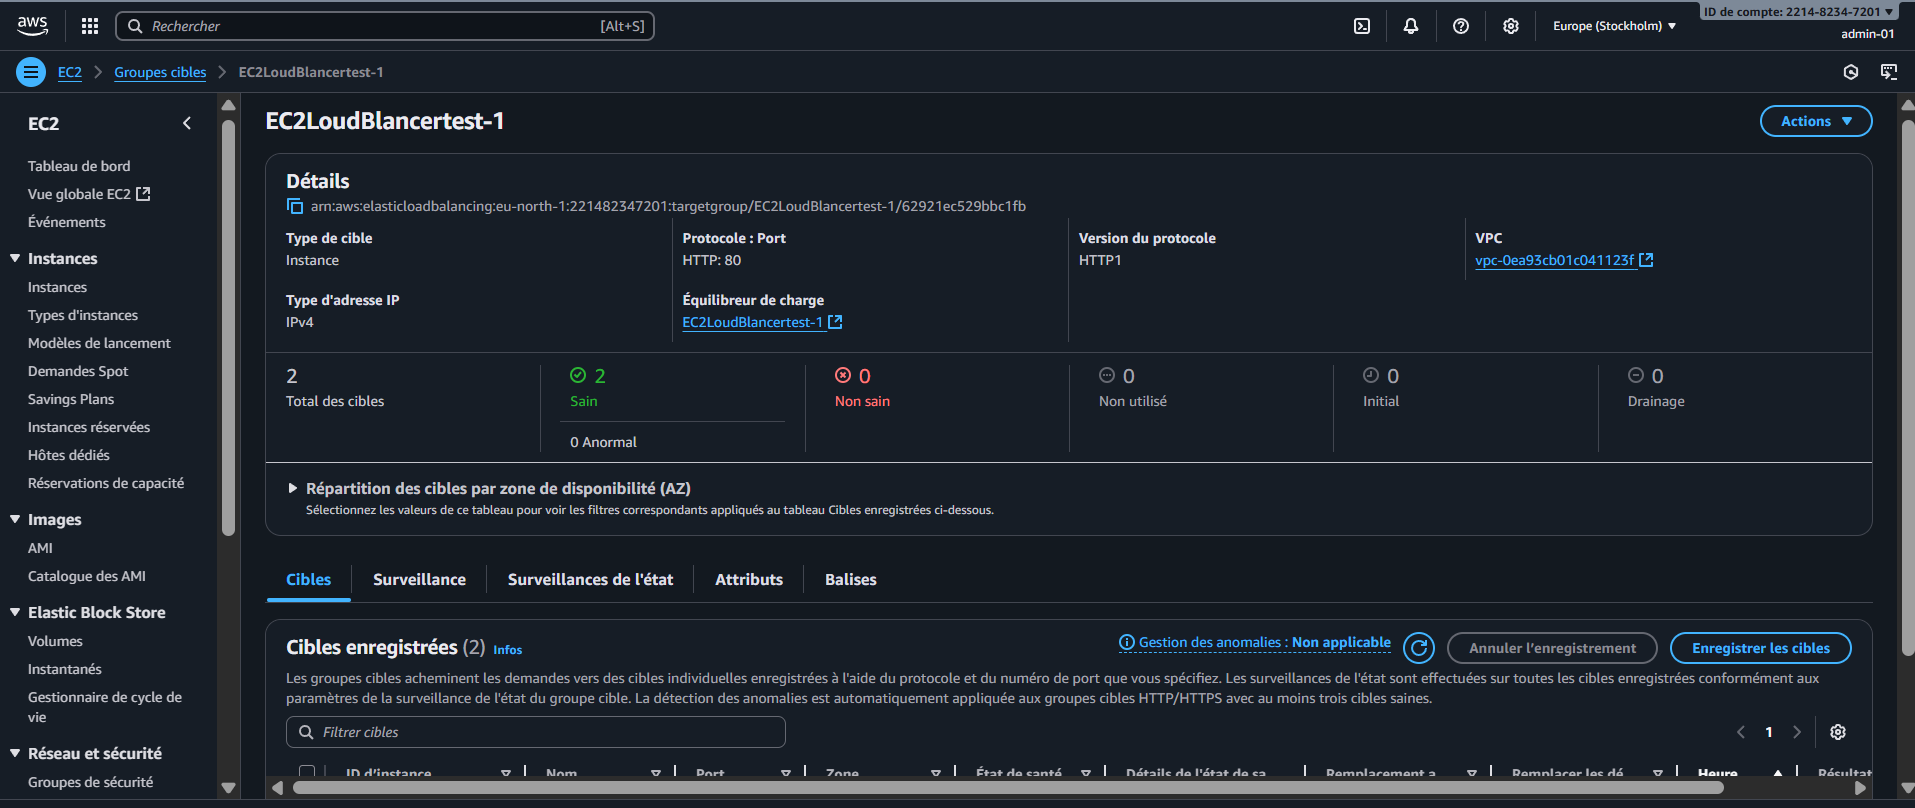 aws
Rechercher
[Alt+S]
Europe (Stockholm)
ID de compte: 2214-8234-7201
admin-01
EC2
Groupes cibles
EC2LoudBlancertest-1
EC2
Tableau de bord
Vue globale EC2
Événements
Instances
Instances
Types d'instances
Modèles de lancement
Demandes Spot
Savings Plans
Instances réservées
Hôtes dédiés
Réservations de capacité
Images
AMI
Catalogue des AMI
Elastic Block Store
Volumes
Instantanés
Gestionnaire de cycle de
vie
Réseau et sécurité
Groupes de sécurité
EC2LoudBlancertest-1
Actions
Détails
arn:aws:elasticloadbalancing:eu-north-1:221482347201:targetgroup/EC2LoudBlancertest-1/62921ec529bbc1fb
Type de cible
Instance
Protocole : Port
HTTP: 80
Version du protocole
HTTP1
VPC
vpc-0ea93cb01c041123f
Type d'adresse IP
IPv4
Équilibreur de charge
EC2LoudBlancertest-1
2
Total des cibles
2
Sain
0 Anormal
0
Non sain
0
Non utilisé
0
Initial
0
Drainage
Répartition des cibles par zone de disponibilité (AZ)
Sélectionnez les valeurs de ce tableau pour voir les filtres correspondants appliqués au tableau Cibles enregistrées ci-dessous.
Cibles
Surveillance
Surveillances de l'état
Attributs
Balises
Cibles enregistrées (2) Infos
Gestion des anomalies : Non applicable
Annuler l'enregistrement
Enregistrer les cibles
Les groupes cibles acheminent les demandes vers des cibles individuelles enregistrées à l'aide du protocole et du numéro de port que vous spécifiez. Les surveillances de l'état sont effectuées sur toutes les cibles enregistrées conformément aux
paramètres de la surveillance de l'état du groupe cible. La détection des anomalies est automatiquement appliquée aux groupes cibles HTTP/HTTPS avec au moins trois cibles saines.
Filtrer cibles
1
ID d'instance
Nom
Port
Zone
État de santé
Détails de l'état de sa...
Remplacement a...
Remplacer les dé...
Heure
Résultat